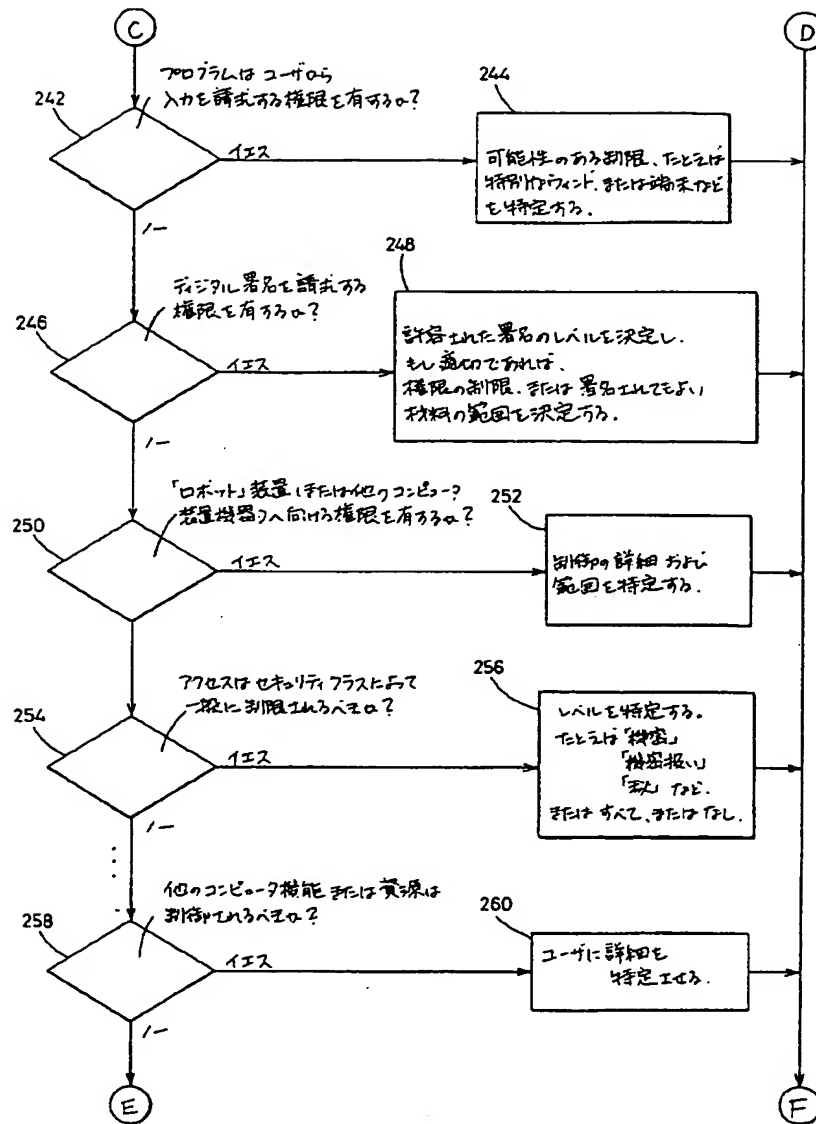 C
D
プログラムは ユーザから
入力を請求する権限を有するか?
242
イエス
ノー
244
可能性のある制限、たとえば
特別なウィンド、または端末など
を特定する。
ディジタル署名を請求する
権限を有するか?
246
イエス
ノー
248
許容された署名のレベルを決定し、
もし適切であれば、
権限の制限、または署名されてもよい
材料の範囲を決定する。
「ロボット」装置(または他のコンピュータ
装置機器)へ向ける権限を有するか?
250
イエス
ノー
252
制御の詳細 および
範囲を特定する。
アクセスは セキュリティクラスによって
一般に制限されるべきか?
254
イエス
ノー
256
レベルを特定する。
たとえば「機密」
「機密扱い」
など、
または すべて、または なし.
他のコンピュータ機能 または 資源は
制御されるべきか?
258
イエス
ノー
260
ユーザに詳細を
特定させる.
E
F